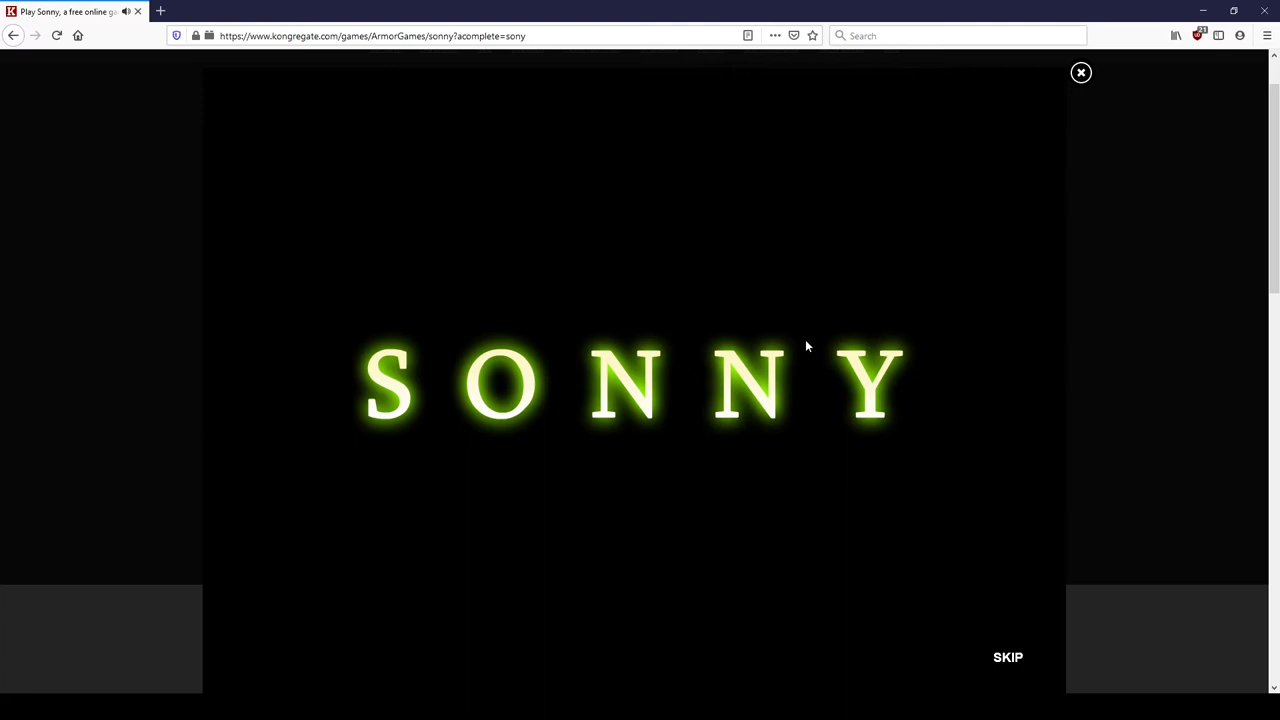 Play Sonny, a free online ga
https://www.kongregate.com/games/ArmorGames/sonny?acomplete=sony
Search
S O N N Y
SKIP